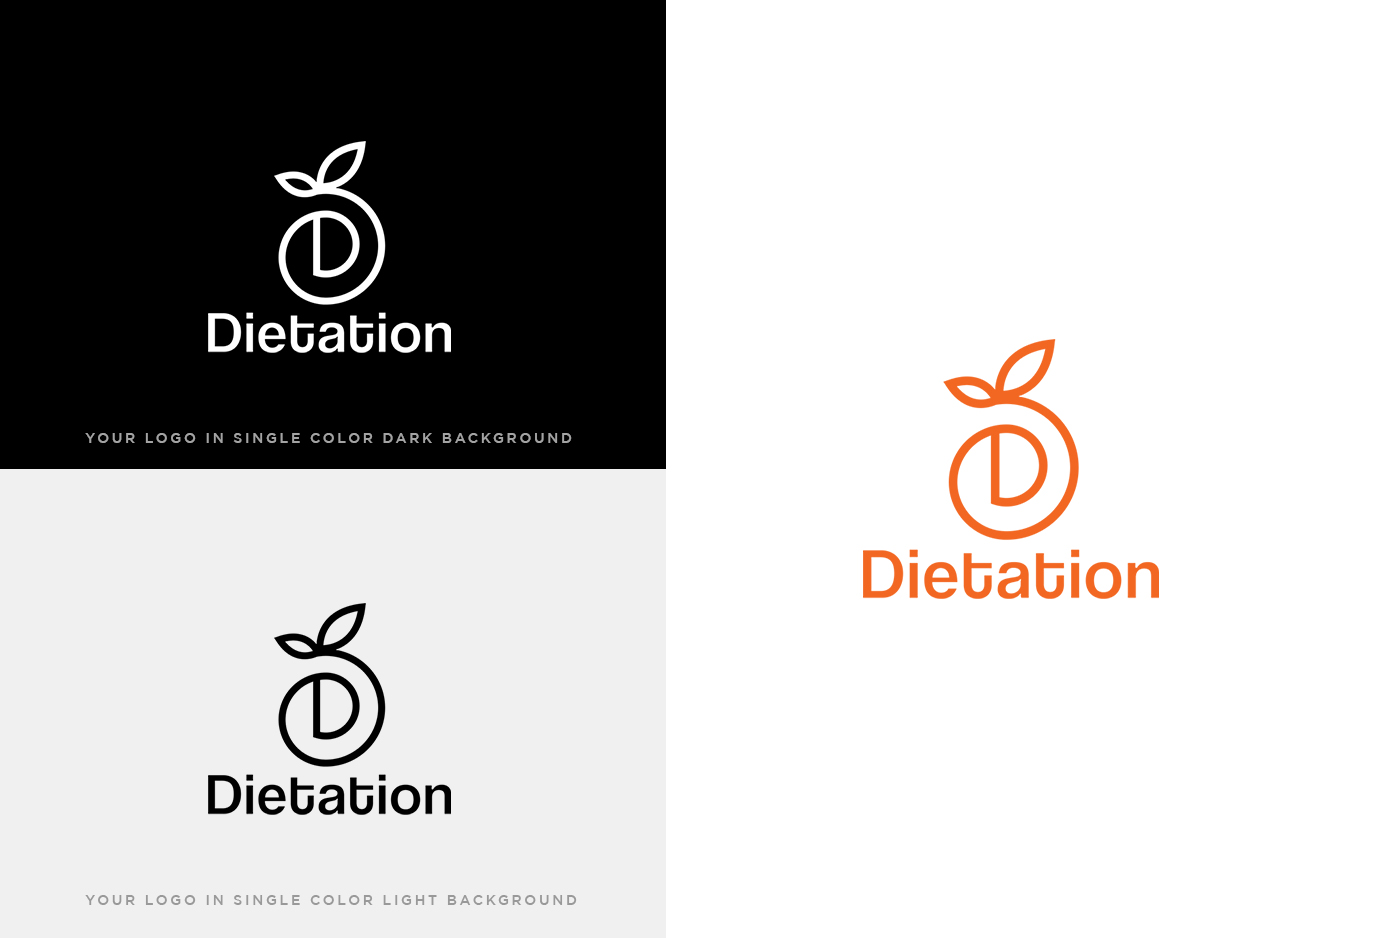 Dietation
YOUR LOGO IN SINGLE COLOR DARK BACKGROUND
Dietation
YOUR LOGO IN SINGLE COLOR LIGHT BACKGROUND
Dietation